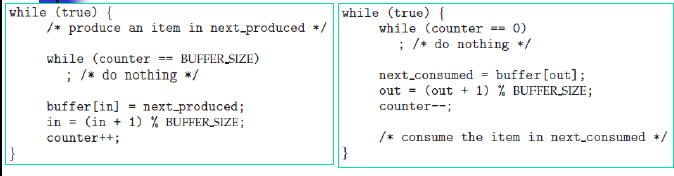 while (true) {
/* produce an item in next_produced */
while (counter == BUFFER_SIZE)
; /* do nothing */
buffer[in] = next_produced;
in = (in + 1) % BUFFER_SIZE;
counter++;
}
while (true) {
while (counter == 0)
; /* do nothing */
next_consumed = buffer[out];
out = (out + 1) % BUFFER_SIZE;
counter--;
/* consume the item in next_consumed */
}